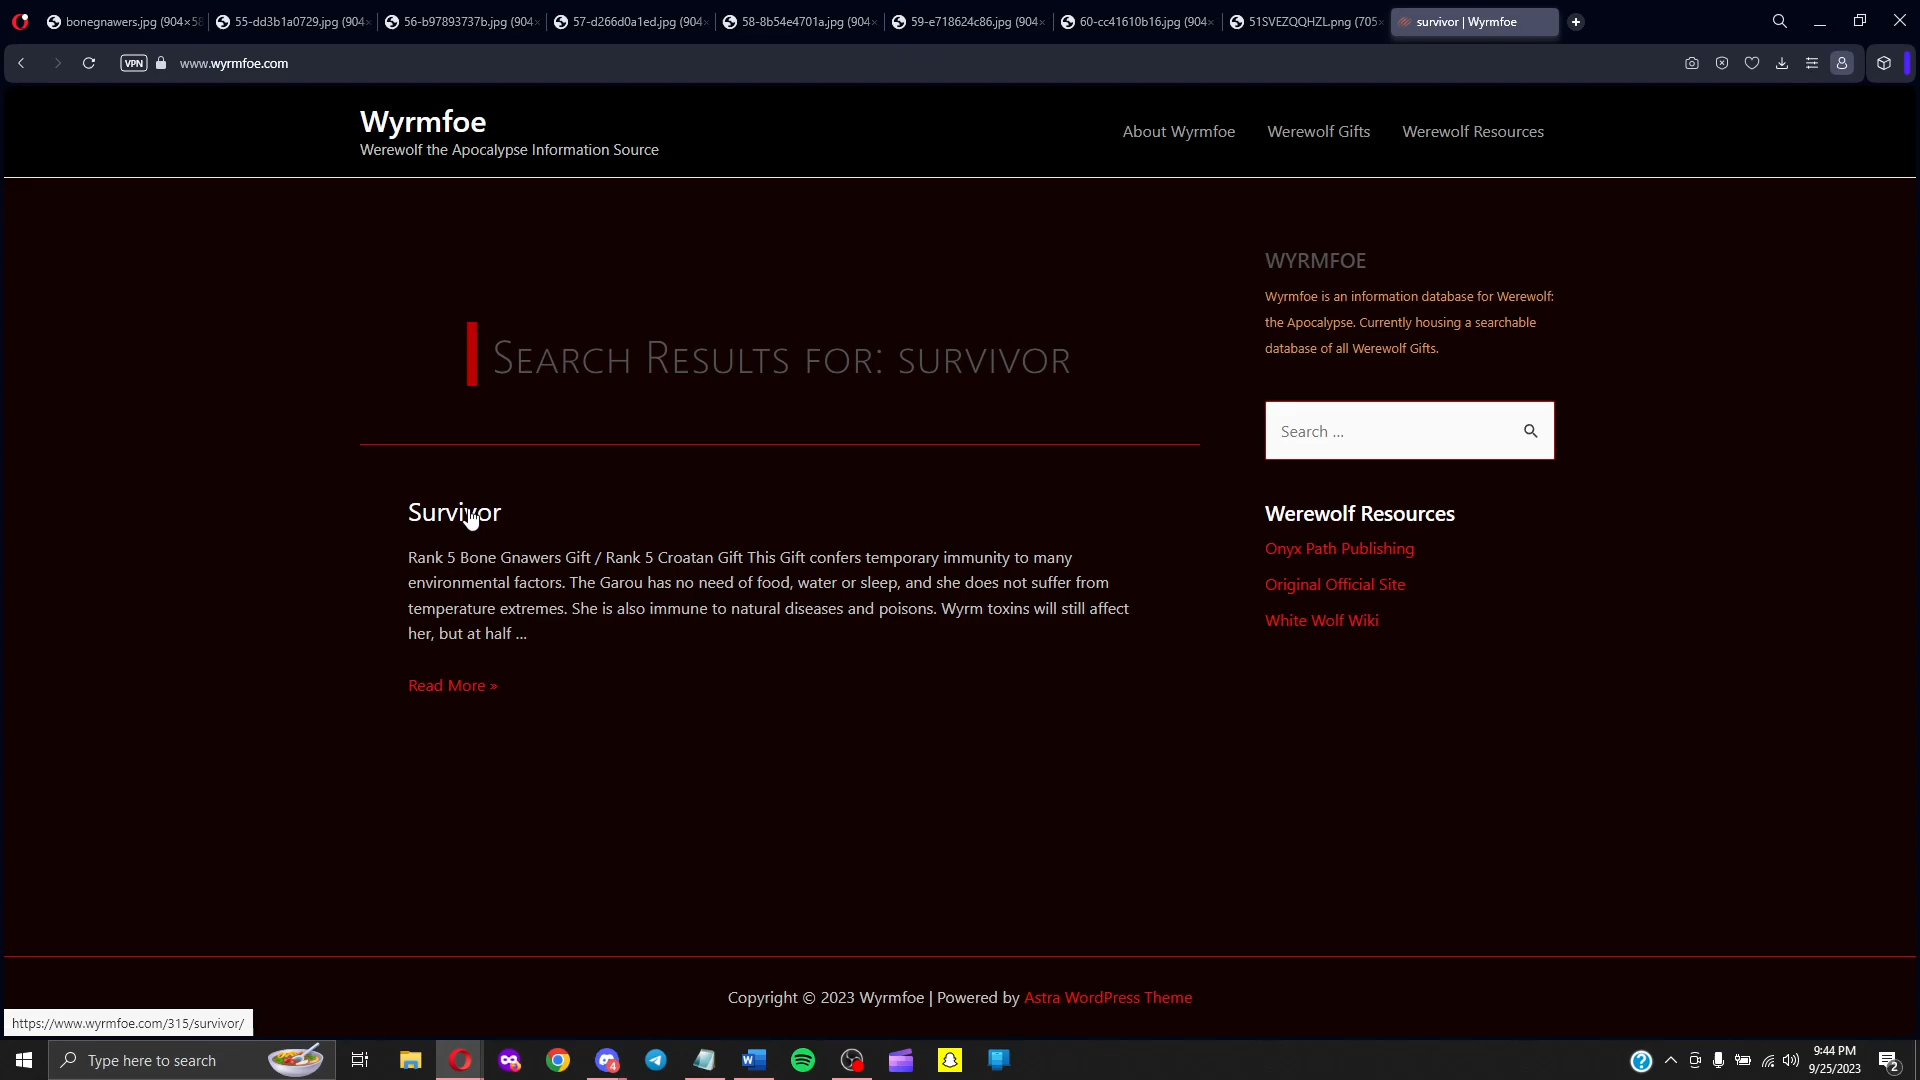 bonegnawers.jpg (904×58
55-dd3b1a0729.jpg (904×
56-b97893737b.jpg (904×
57-d266d0a1ed.jpg (904×
58-8b54e4701a.jpg (904×
59-e718624c86.jpg (904×
60-cc41610b16.jpg (904×
51SVEZQQHZL.png (705×
survivor | Wyrmfoe
VPN
www.wyrmfoe.com
Wyrmfoe
Werewolf the Apocalypse Information Source
About Wyrmfoe
Werewolf Gifts
Werewolf Resources
Search Results for: survivor
Survivor
Rank 5 Bone Gnawers Gift / Rank 5 Croatan Gift This Gift confers temporary immunity to many
environmental factors. The Garou has no need of food, water or sleep, and she does not suffer from
temperature extremes. She is also immune to natural diseases and poisons. Wyrm toxins will still affect
her, but at half ...
Read More »
WYRMFOE
Wyrmfoe is an information database for Werewolf:
the Apocalypse. Currently housing a searchable
database of all Werewolf Gifts.
Search ...
Werewolf Resources
Onyx Path Publishing
Original Official Site
White Wolf Wiki
Copyright © 2023 Wyrmfoe | Powered by Astra WordPress Theme
https://www.wyrmfoe.com/315/survivor/
Type here to search
4
9:44 PM
9/25/2023
2